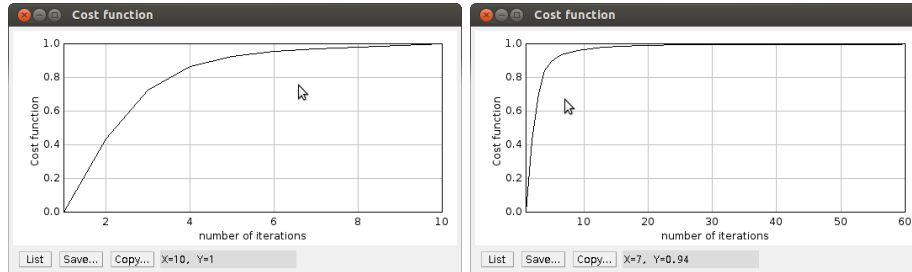 Cost function
1.0
0.8
0.6
0.4
0.2
0.0
Cost function
2 4 6 8 10
number of iterations
List Save... Copy... X=10, Y=1
Cost function
1.0
0.8
0.6
0.4
0.2
0.0
Cost function
10 20 30 40 50 60
number of iterations
List Save... Copy... X=7, Y=0.94